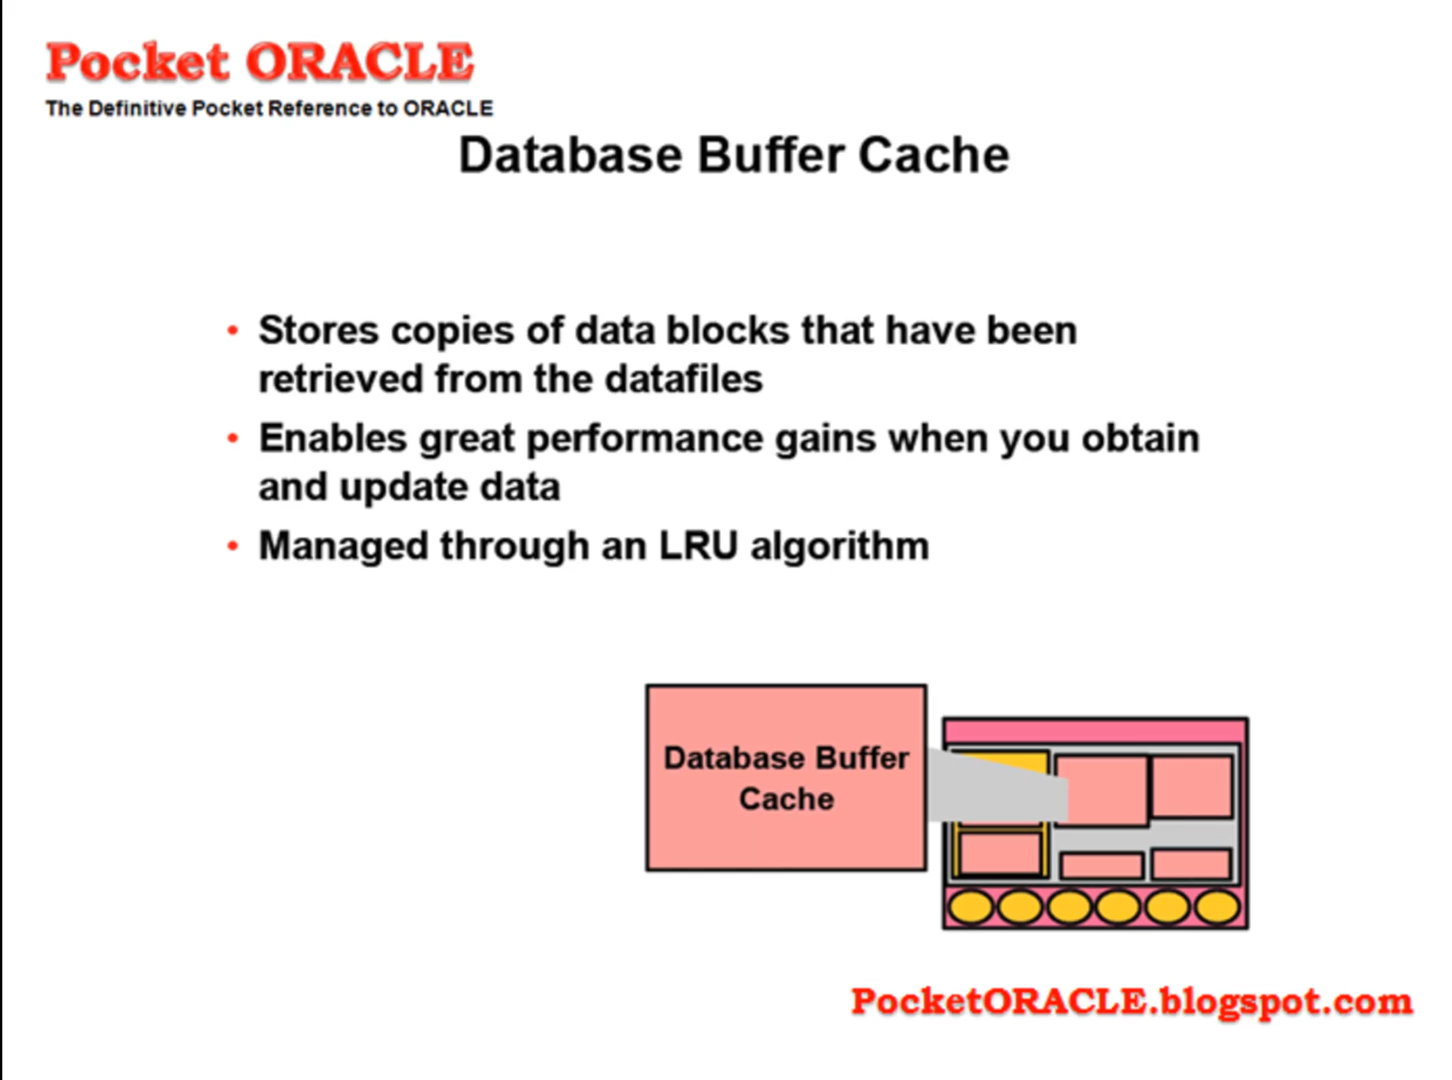 Pocket ORACLE
The Definitive Pocket Reference to ORACLE
Database Buffer Cache
• Stores copies of data blocks that have been
retrieved from the datafiles
• Enables great performance gains when you obtain
and update data
• Managed through an LRU algorithm
Database Buffer
Cache
PocketORACLE.blogspot.com